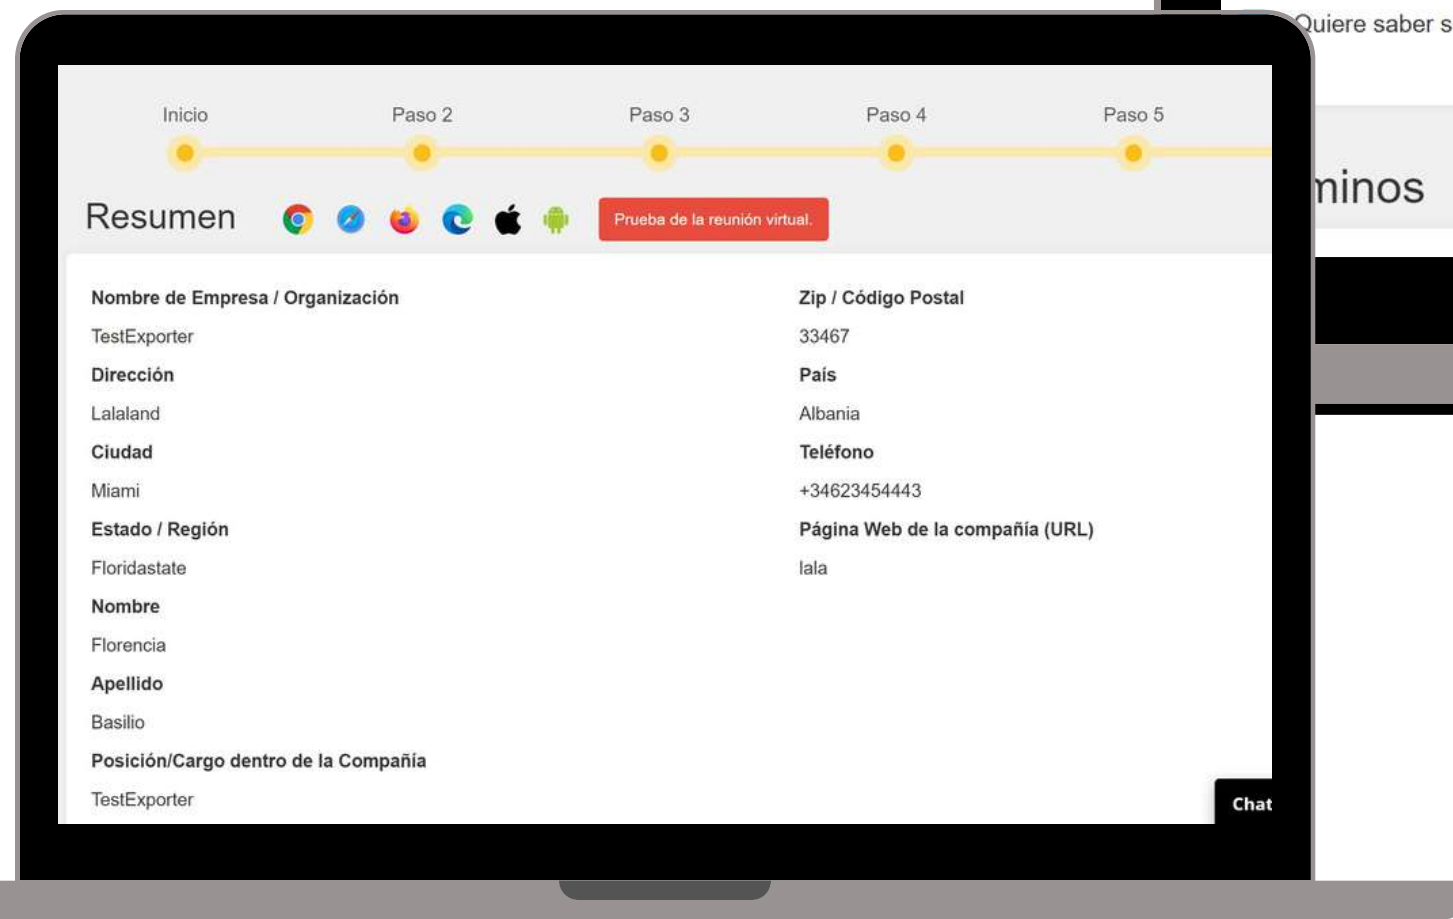 Quiere saber s
minos
Inicio
Paso 2
Paso 3
Paso 4
Paso 5
Resumen
Prueba de la reunión virtual.
Nombre de Empresa / Organización
TestExporter
Dirección
Lalaland
Ciudad
Miami
Estado / Región
Floridastate
Nombre
Florencia
Apellido
Basilio
Posición/Cargo dentro de la Compañía
TestExporter
Zip / Código Postal
33467
País
Albania
Teléfono
+34623454443
Página Web de la compañía (URL)
lala
Chat